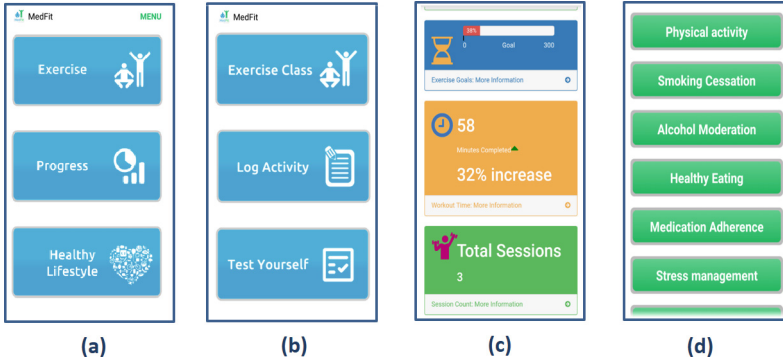 MedFit
MENU
Exercise
Progress
Healthy
Lifestyle
(a)
MedFit
Exercise Class
Log Activity
Test Yourself
(b)
38%
0 Goal 300
Exercise Goals: More Information
58
Minutes Completed
32% increase
Workout Time: More Information
Total Sessions
3
Session Count: More Information
(c)
Physical activity
Smoking Cessation
Alcohol Moderation
Healthy Eating
Medication Adherence
Stress management
(d)